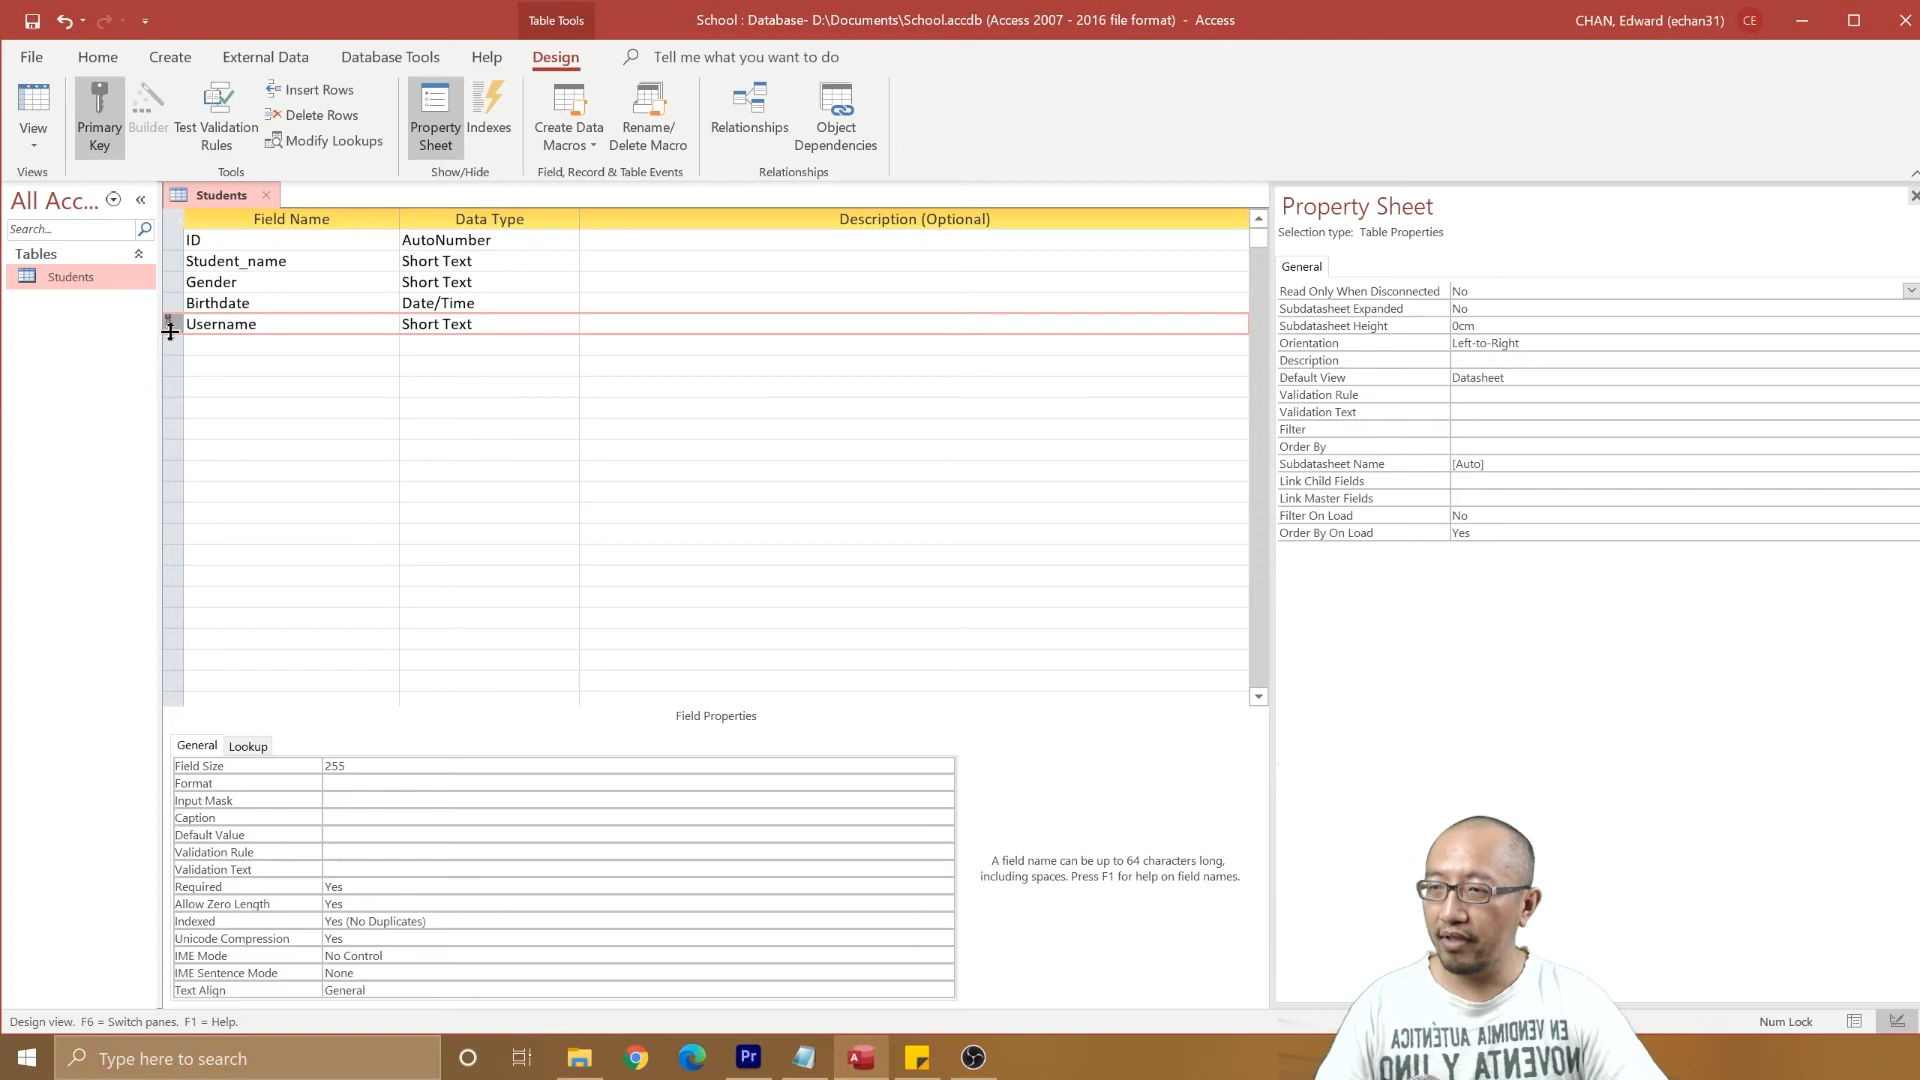 Table Tools
School : Database- D:\Documents\School.accdb (Access 2007 - 2016 file format) - Access
CHAN, Edward (echan31)
CE
File
Home
Create
External Data
Database Tools
Help
Design
Tell me what you want to do
View
Primary Key
Builder
Test Validation Rules
Insert Rows
Delete Rows
Modify Lookups
Property Sheet
Indexes
Create Data Macros
Rename/ Delete Macro
Relationships
Object Dependencies
Views
Tools
Show/Hide
Field, Record & Table Events
Relationships
All Acc...
Search...
Tables
Students
Students
Field Name Data Type Description (Optional)
ID AutoNumber
Student_name Short Text
Gender Short Text
Birthdate Date/Time
Username Short Text
Field Properties
General Lookup
Field Size 255
Format
Input Mask
Caption
Default Value
Validation Rule
Validation Text
Required Yes
Allow Zero Length Yes
Indexed Yes (No Duplicates)
Unicode Compression Yes
IME Mode No Control
IME Sentence Mode None
Text Align General
A field name can be up to 64 characters long,
including spaces. Press F1 for help on field names.
Property Sheet
Selection type: Table Properties
General
Read Only When Disconnected No
Subdatasheet Expanded No
Subdatasheet Height 0cm
Orientation Left-to-Right
Description
Default View Datasheet
Validation Rule
Validation Text
Filter
Order By
Subdatasheet Name [Auto]
Link Child Fields
Link Master Fields
Filter On Load No
Order By On Load Yes
EN VENDIMIA AUTÉNTICA
NOVENTA Y UNO
Design view. F6 = Switch panes. F1 = Help.
Num Lock
Type here to search
Pr